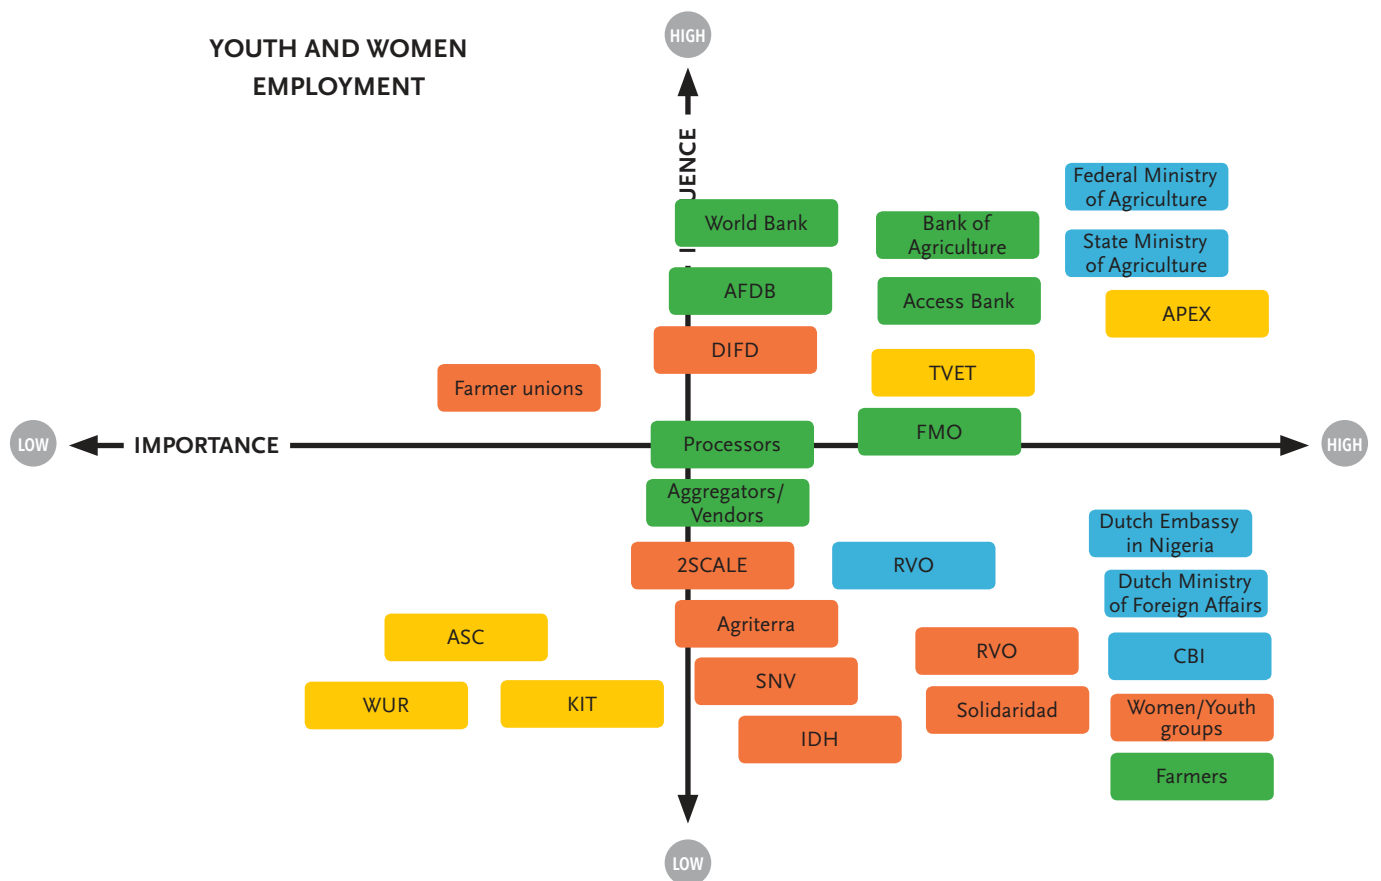 YOUTH AND WOMEN
EMPLOYMENT
HIGH
UENCE
Federal Ministry
of Agriculture
World Bank
Bank of
Agriculture
State Ministry
of Agriculture
AFDB
Access Bank
APEX
DIFD
TVET
Farmer unions
FMO
LOW
IMPORTANCE
Processors
HIGH
Aggregators/
Vendors
Dutch Embassy
in Nigeria
2SCALE
RVO
Dutch Ministry
of Foreign Affairs
Agriterra
ASC
RVO
CBI
SNV
WUR
KIT
Solidaridad
Women/Youth
groups
IDH
Farmers
LOW